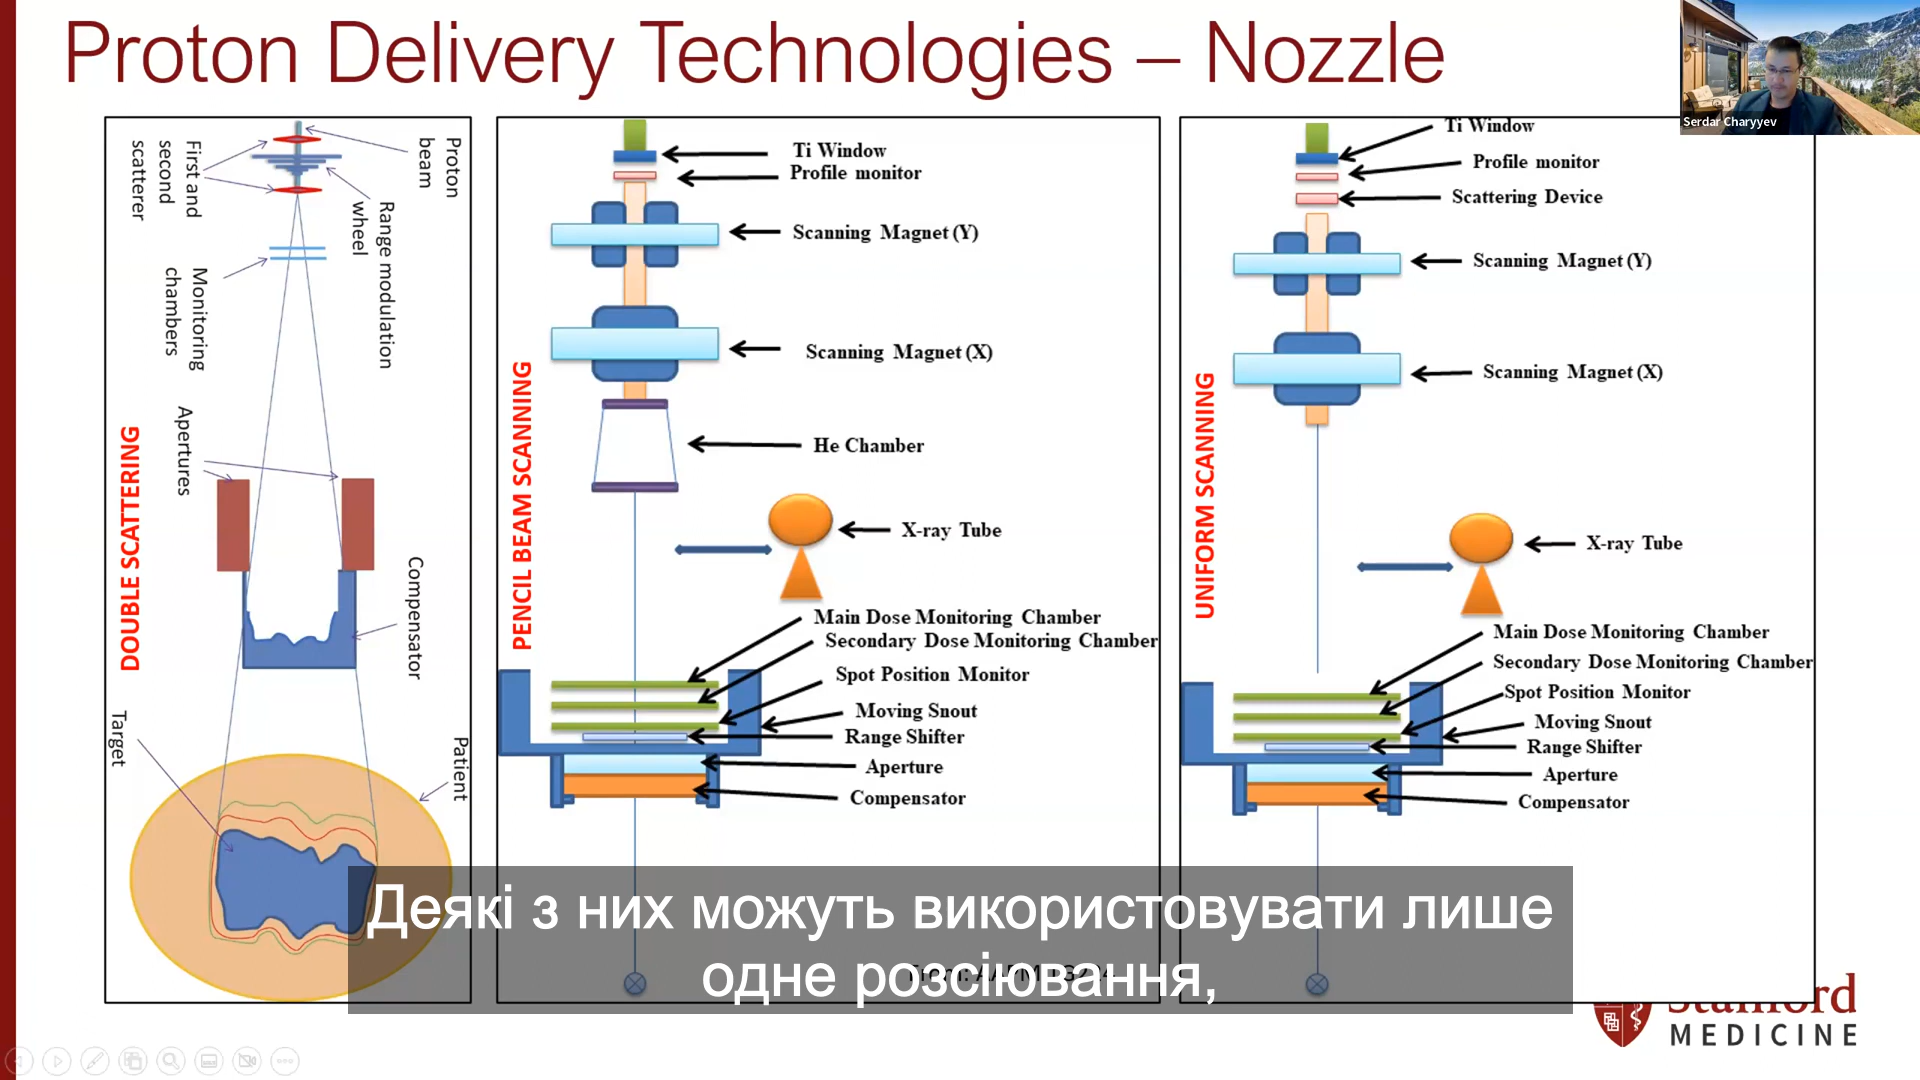 Proton Delivery Technologies – Nozzle
Serdar Charyyev
Proton
beam
First and
second
scatterer
Range modulation
wheel
Monitoring
chambers
Apertures
DOUBLE SCATTERING
Compensator
Target
Patient
Ti Window
Profile monitor
Scanning Magnet (Y)
Scanning Magnet (X)
He Chamber
PENCIL BEAM SCANNING
X-ray Tube
Main Dose Monitoring Chamber
Secondary Dose Monitoring Chamber
Spot Position Monitor
Moving Snout
Range Shifter
Aperture
Compensator
Ti Window
Profile monitor
Scattering Device
Scanning Magnet (Y)
Scanning Magnet (X)
UNIFORM SCANNING
X-ray Tube
Main Dose Monitoring Chamber
Secondary Dose Monitoring Chamber
Spot Position Monitor
Moving Snout
Range Shifter
Aperture
Compensator
Деякі з них можуть використовувати лише
одне розсіювання,
Stanford
MEDICINE